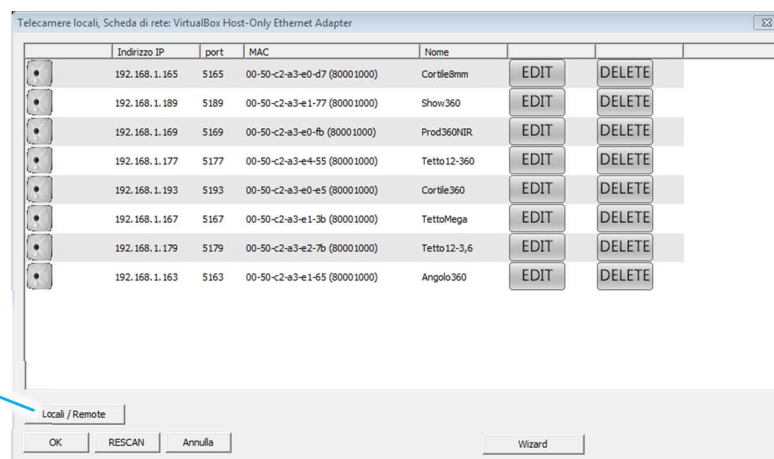 Telecamere locali, Scheda di rete: VirtualBox Host-Only Ethernet Adapter
Indirizzo IP port MAC Nome
192.168.1.165 5165 00-50-c2-a3-e0-d7 (80001000) Cortile8mm EDIT DELETE
192.168.1.189 5189 00-50-c2-a3-e1-77 (80001000) Show360 EDIT DELETE
192.168.1.169 5169 00-50-c2-a3-e0-fb (80001000) Prod360NIR EDIT DELETE
192.168.1.177 5177 00-50-c2-a3-e4-55 (80001000) Tetto12-360 EDIT DELETE
192.168.1.193 5193 00-50-c2-a3-e0-e5 (80001000) Cortile360 EDIT DELETE
192.168.1.167 5167 00-50-c2-a3-e1-3b (80001000) TettoMega EDIT DELETE
192.168.1.179 5179 00-50-c2-a3-e2-7b (80001000) Tetto12-3,6 EDIT DELETE
192.168.1.163 5163 00-50-c2-a3-e1-65 (80001000) Angolo360 EDIT DELETE
Locali / Remote
OK RESCAN Annulla Wizard